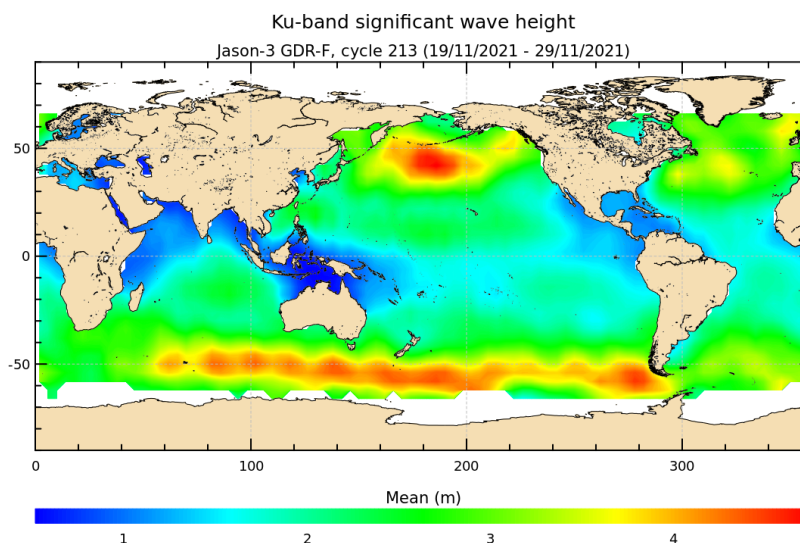 Ku-band significant wave height
Jason-3 GDR-F, cycle 213 (19/11/2021 - 29/11/2021)
50
0
-50
0 100 200 300
Mean (m)
1 2 3 4